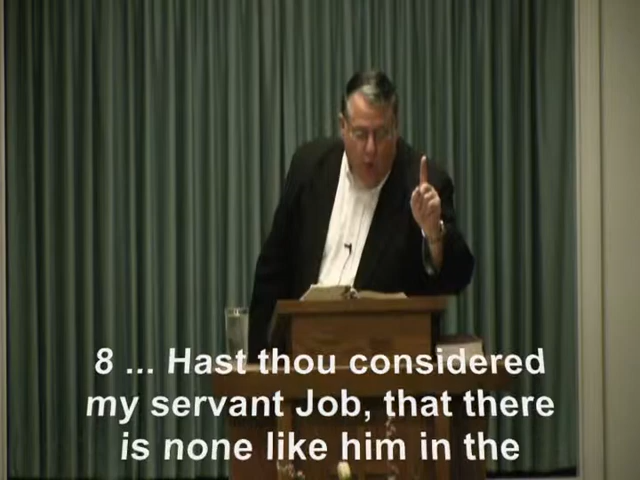 8 ... Hast thou considered
my servant Job, that there
is none like him in the